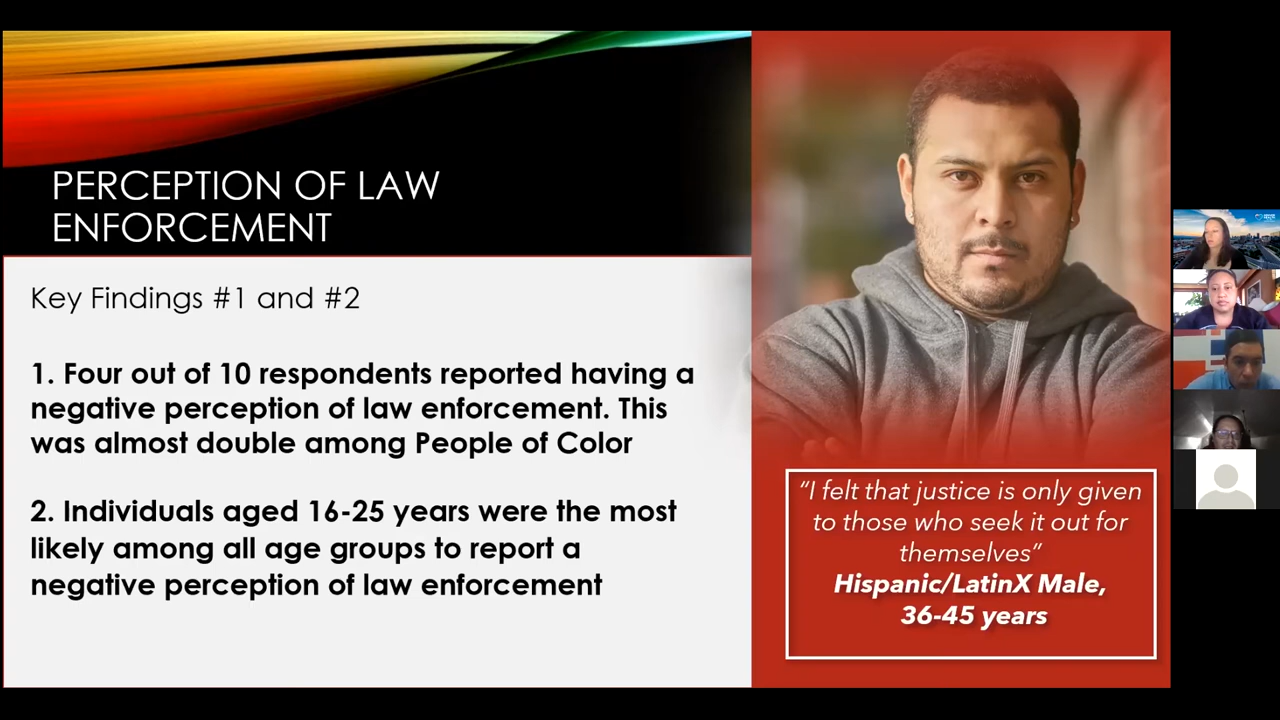 PERCEPTION OF LAW
ENFORCEMENT
Key Findings #1 and #2
1. Four out of 10 respondents reported having a
negative perception of law enforcement. This
was almost double among People of Color
2. Individuals aged 16-25 years were the most
likely among all age groups to report a
negative perception of law enforcement
“I felt that justice is only given
to those who seek it out for
themselves”
Hispanic/LatinX Male,
36-45 years